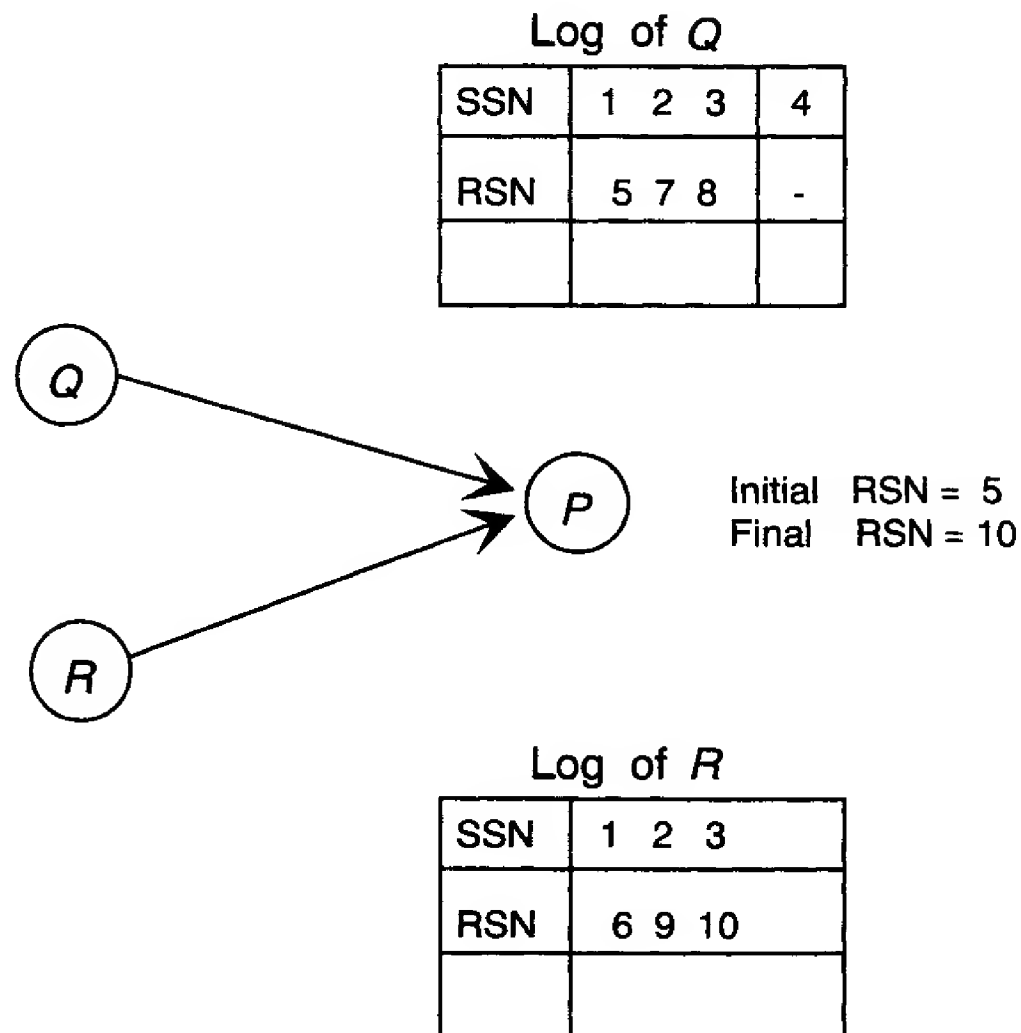 Log of Q
SSN 1 2 3 4
RSN 5 7 8 -
Q
P
Initial RSN = 5
Final RSN = 10
R
Log of R
SSN 1 2 3
RSN 6 9 10